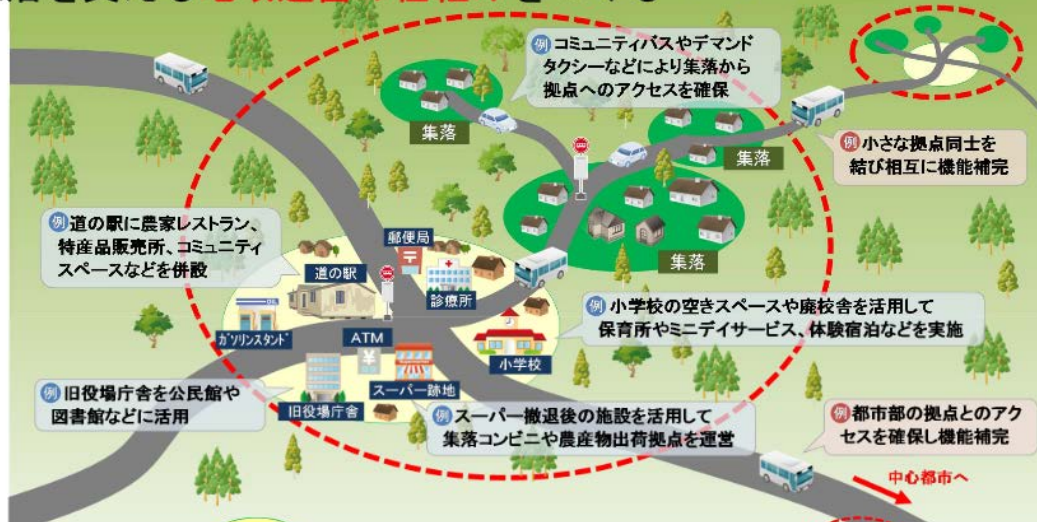 例 コミュニティバスやデマンド
タクシーなどにより集落から
拠点へのアクセスを確保
集落
集落
例 小さな拠点同士を
結び相互に機能補完
集落
例 道の駅に農家レストラン、
特産品販売所、コミュニティ
スペースなどを併設
郵便局
道の駅
診療所
OIL
ガソリンスタンド
ATM
小学校
例 小学校の空きスペースや廃校舎を活用して
保育所やミニデイサービス、体験宿泊などを実施
旧役場庁舎
スーパー跡地
例 旧役場庁舎を公民館や
図書館などに活用
例 スーパー撤退後の施設を活用して
集落コンビニや農産物出荷拠点を運営
例 都市部の拠点とのアク
セスを確保し機能補完
中心都市へ